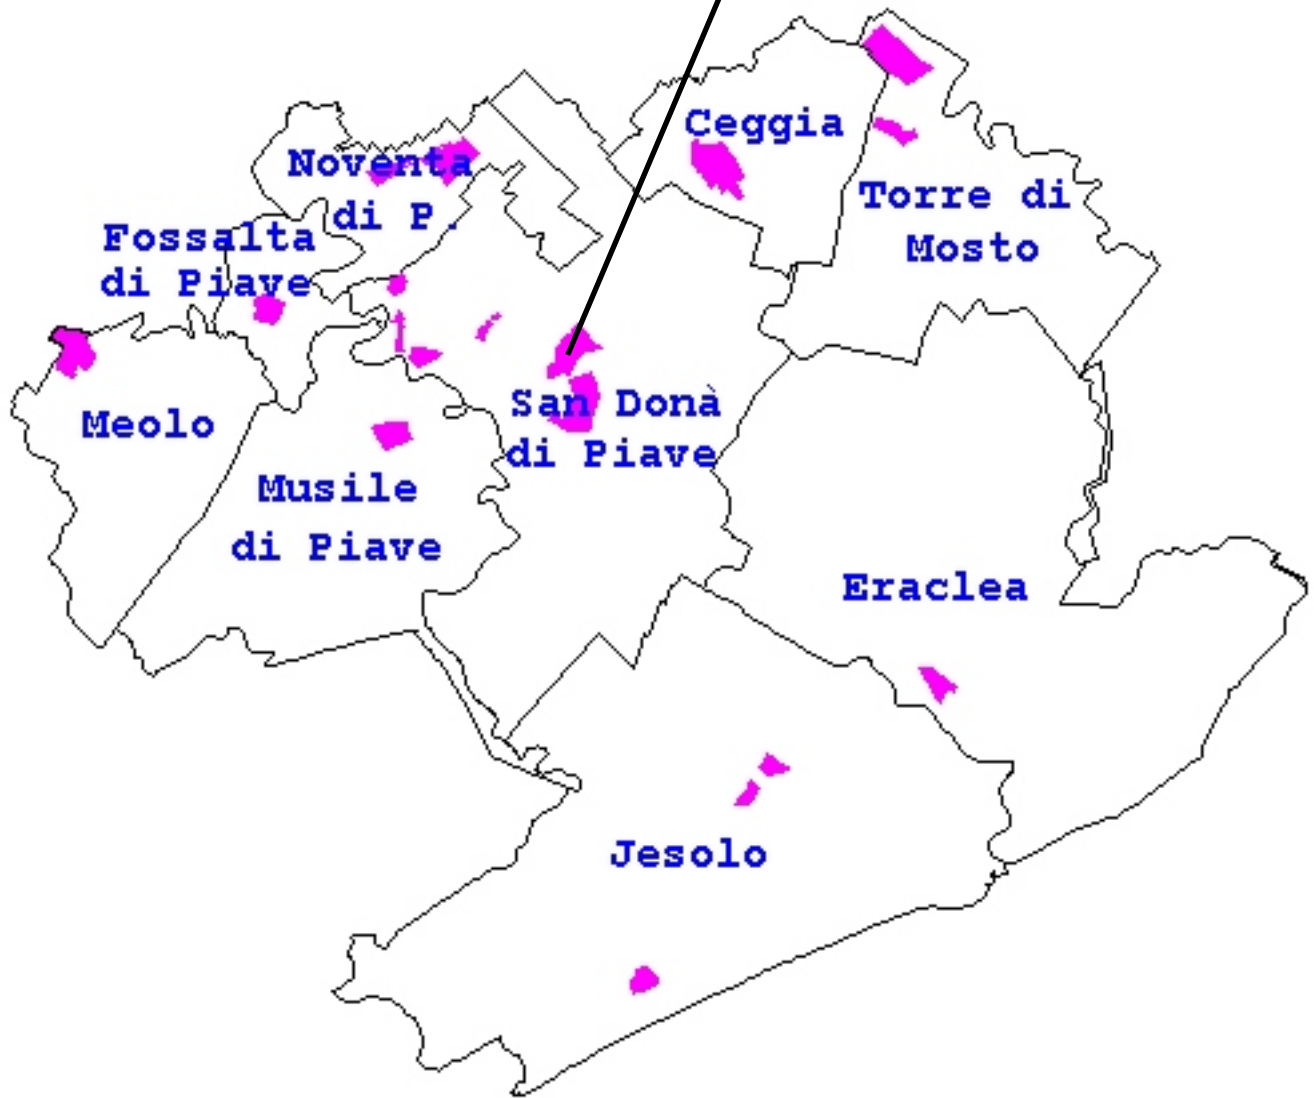 Ceggia
Noventa
di P.
Torre di
Mosto
Fossalta
di Piave
San Donà
di Piave
Meolo
Musile
di Piave
Eraclea
Jesolo